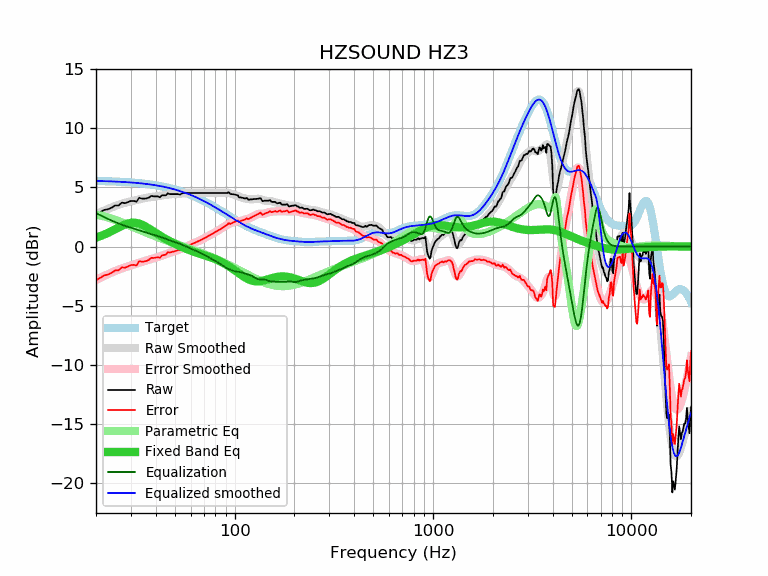 HZSOUND HZ3
15
10
5
0
−5
−10
−15
−20
Amplitude (dBr)
Target
Raw Smoothed
Error Smoothed
Raw
Error
Parametric Eq
Fixed Band Eq
Equalization
Equalized smoothed
100 1000 10000
Frequency (Hz)